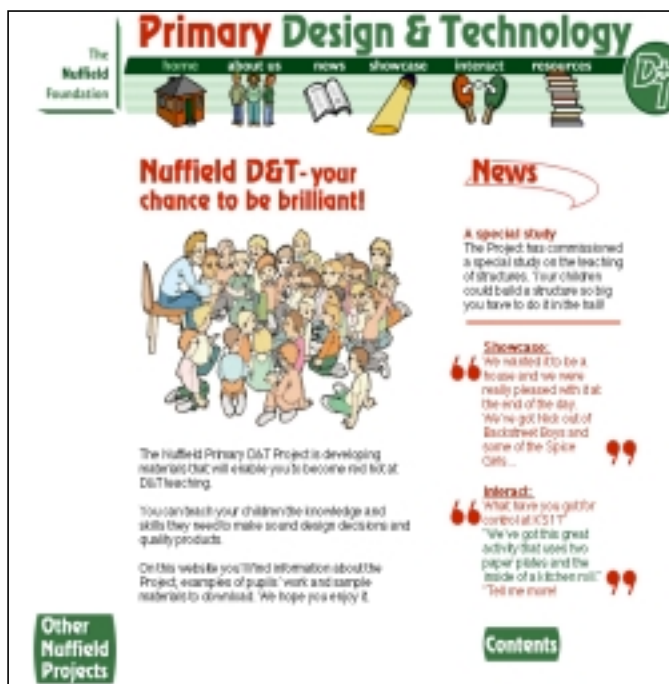 Primary Design & Technology
The
Nuffield
Foundation
home about us news showcase interact resources
D&T
Nuffield D&T-your
chance to be brilliant!
The Nuffield Primary D&T Project is developing
materials that will enable you to become red hot at
D&T teaching.
You can teach your children the knowledge and
skills they need to make sound design decisions and
quality products.
On this website you'll find information about the
Project, examples of pupils' work and sample
materials to download. We hope you enjoy it.
Other
Nuffield
Projects
News
A special study
The Project has commissioned
a special study on the teaching
of structures. Your children
could build a structure so big
you have to do it in the hall!
Showcase:
“We wanted it to be a
house and we were
really pleased with it at
the end of the day.
We've got Nick out of
Backstreet Boys and
some of the Spice
Girls...”
Interact:
“What have you got for
control at KS1?"
"We've got this great
activity that uses two
paper plates and the
inside of a kitchen roll."
"Tell me more!”
Contents